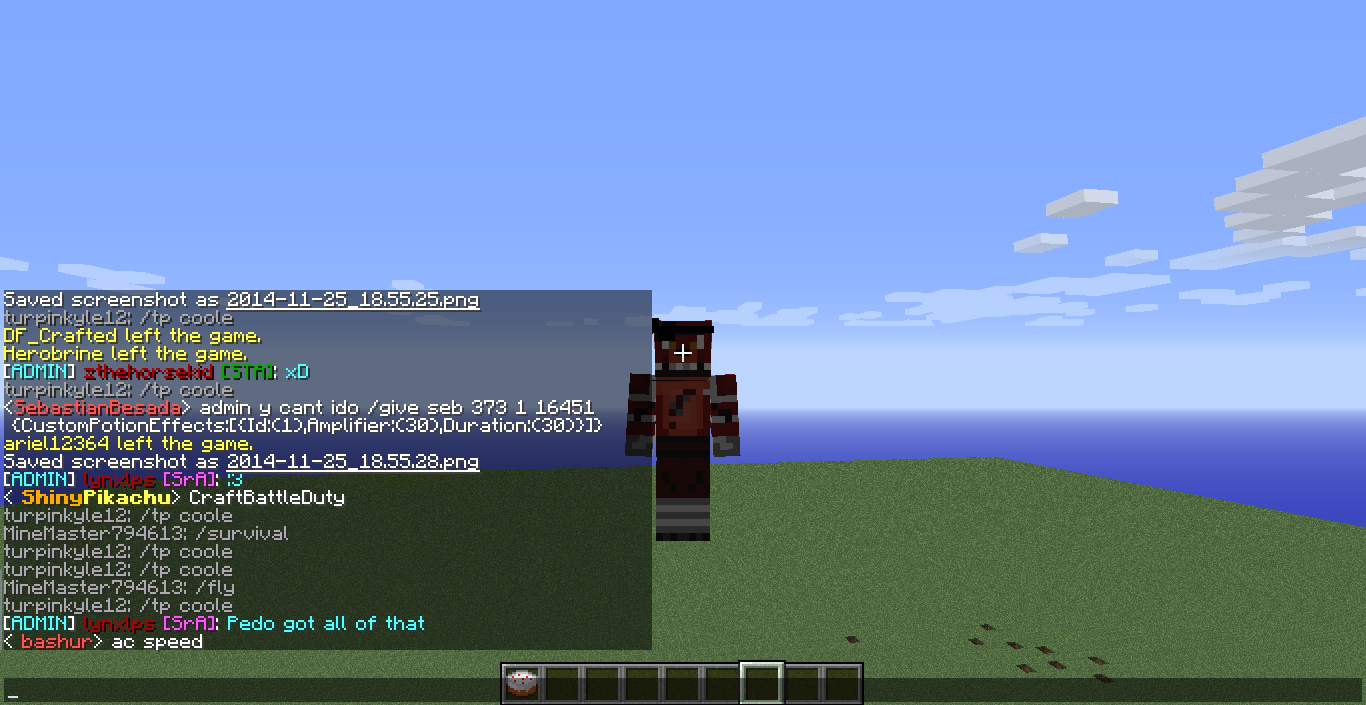 Saved screenshot as 2014-11-25_18.55.25.png
turpinkyle12: /tp coole
DF_Crafted left the game.
Herobrine left the game.
[ADMIN] zthehorsekid [STA]: xD
turpinkyle12: /tp coole
<SebastianBesada> admin y cant ido /give seb 373 1 16451
{CustomPotionEffects:[{Id:(1),Amplifier:(30),Duration:(30)}]}
ariel12364 left the game.
Saved screenshot as 2014-11-25_18.55.28.png
[ADMIN] lynxlps [SrA]: :3
< ShinyPikachu> CraftBattleDuty
turpinkyle12: /tp coole
MineMaster794613: /survival
turpinkyle12: /tp coole
turpinkyle12: /tp coole
MineMaster794613: /fly
turpinkyle12: /tp coole
[ADMIN] lynxlps [SrA]: Pedo got all of that
< bashur> ac speed
_